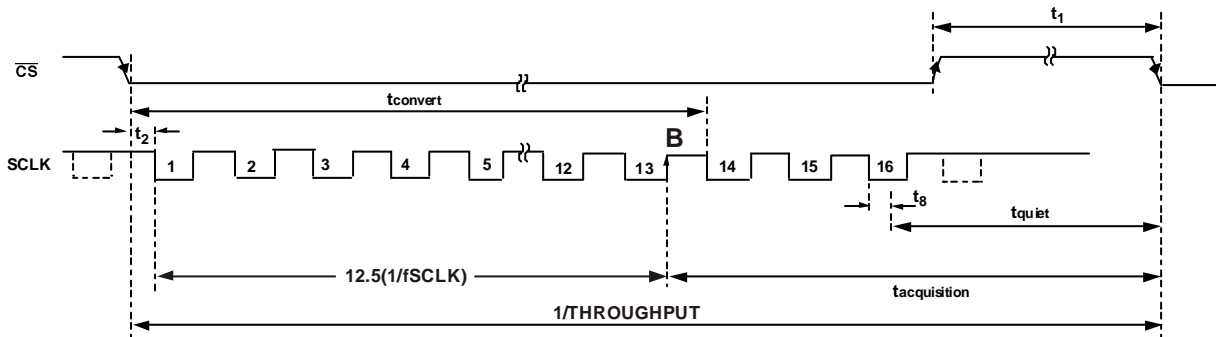 t1
CS
tconvert
t2
B
SCLK
1 2 3 4 5 12 13 14 15 16
t8
tquiet
12.5(1/fSCLK)
tacquisition
1/THROUGHPUT